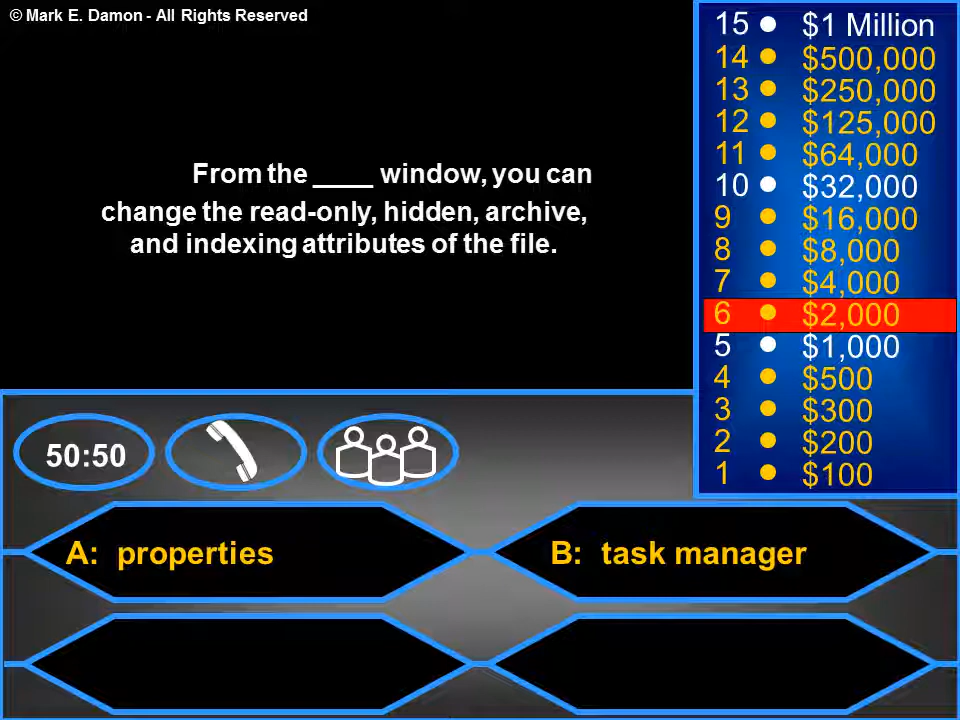 © Mark E. Damon - All Rights Reserved
From the ____ window, you can
change the read-only, hidden, archive,
and indexing attributes of the file.
15 ● $1 Million
14 ● $500,000
13 ● $250,000
12 ● $125,000
11 ● $64,000
10 ● $32,000
9 ● $16,000
8 ● $8,000
7 ● $4,000
6 ● $2,000
5 ● $1,000
4 ● $500
3 ● $300
2 ● $200
1 ● $100
50:50
A: properties
B: task manager